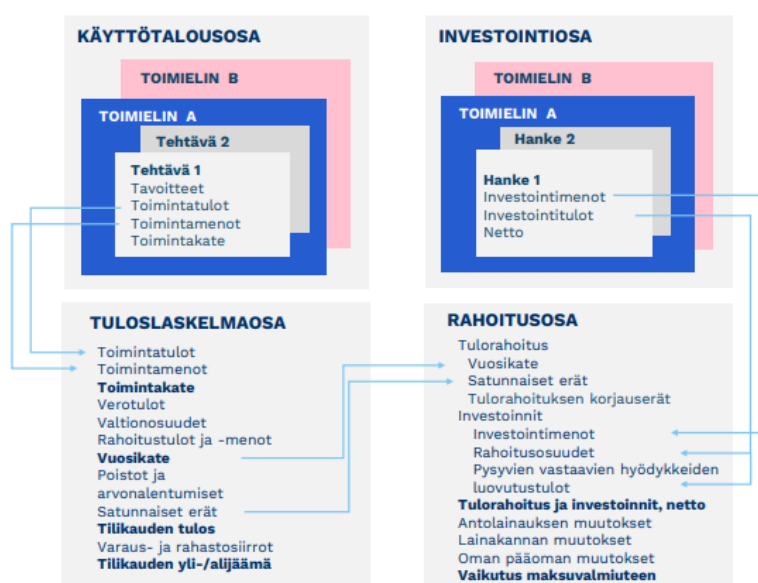 KÄYTTÖTALOUSOSA
TOIMIELIN B
TOIMIELIN A
Tehtävä 2
Tehtävä 1
Tavoitteet
Toimintatulot
Toimintamenot
Toimintakate
INVESTOINTIOSA
TOIMIELIN B
TOIMIELIN A
Hanke 2
Hanke 1
Investointimenot
Investointitulot
Netto
TULOSLASKELMAOSA
Toimintatulot
Toimintamenot
Toimintakate
Verotulot
Valtionosuudet
Rahoitustulot ja -menot
Vuosikate
Poistot ja
arvonalentumiset
Satunnaiset erät
Tilikauden tulos
Varaus- ja rahastosiirrot
Tilikauden yli-/alijäämä
RAHOITUSOSA
Tulorahoitus
Vuosikate
Satunnaiset erät
Tulorahoituksen korjauserät
Investoinnit
Investointimenot
Rahoitusosuudet
Pysyvien vastaavien hyödykkeiden
luovutustulot
Tulorahoitus ja investoinnit, netto
Antolainauksen muutokset
Lainakannan muutokset
Oman pääoman muutokset
Vaikutus maksuvalmiuteen